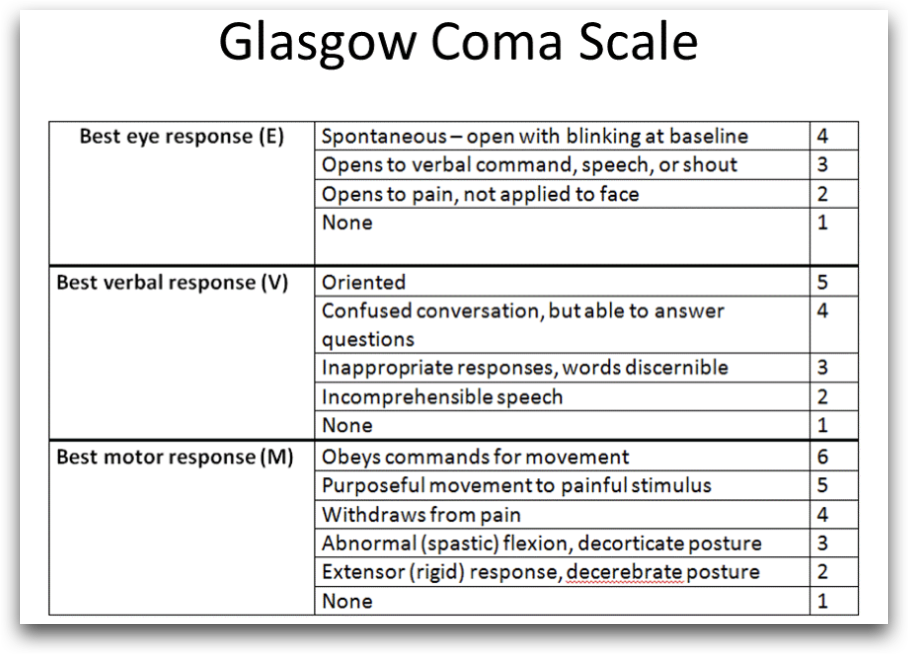 Glasgow Coma Scale
Best eye response (E) Spontaneous – open with blinking at baseline 4
Opens to verbal command, speech, or shout 3
Opens to pain, not applied to face 2
None 1
Best verbal response (V) Oriented 5
Confused conversation, but able to answer 4
questions
Inappropriate responses, words discernible 3
Incomprehensible speech 2
None 1
Best motor response (M) Obeys commands for movement 6
Purposeful movement to painful stimulus 5
Withdraws from pain 4
Abnormal (spastic) flexion, decorticate posture 3
Extensor (rigid) response, decerebrate posture 2
None 1